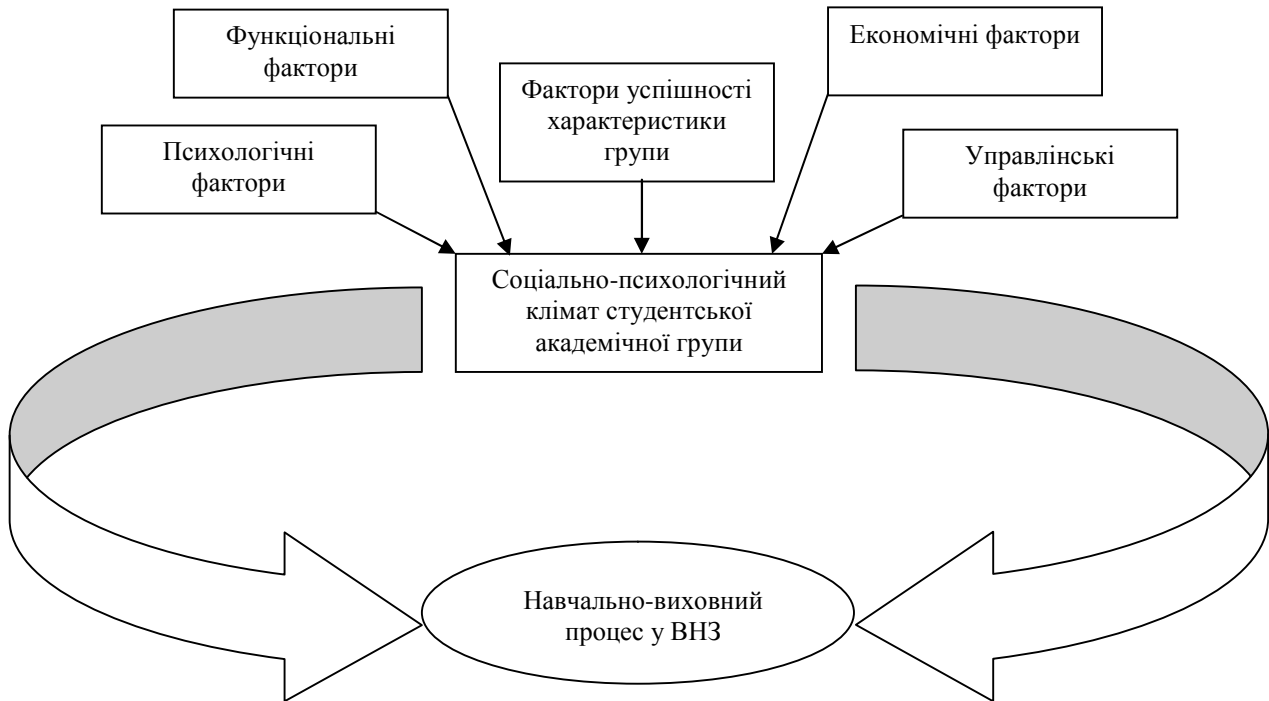 Функціональні
фактори
Економічні фактори
Фактори успішності
характеристики
групи
Психологічні
фактори
Управлінські
фактори
Соціально-психологічний
клімат студентської
академічної групи
Навчально-виховний
процес у ВНЗ